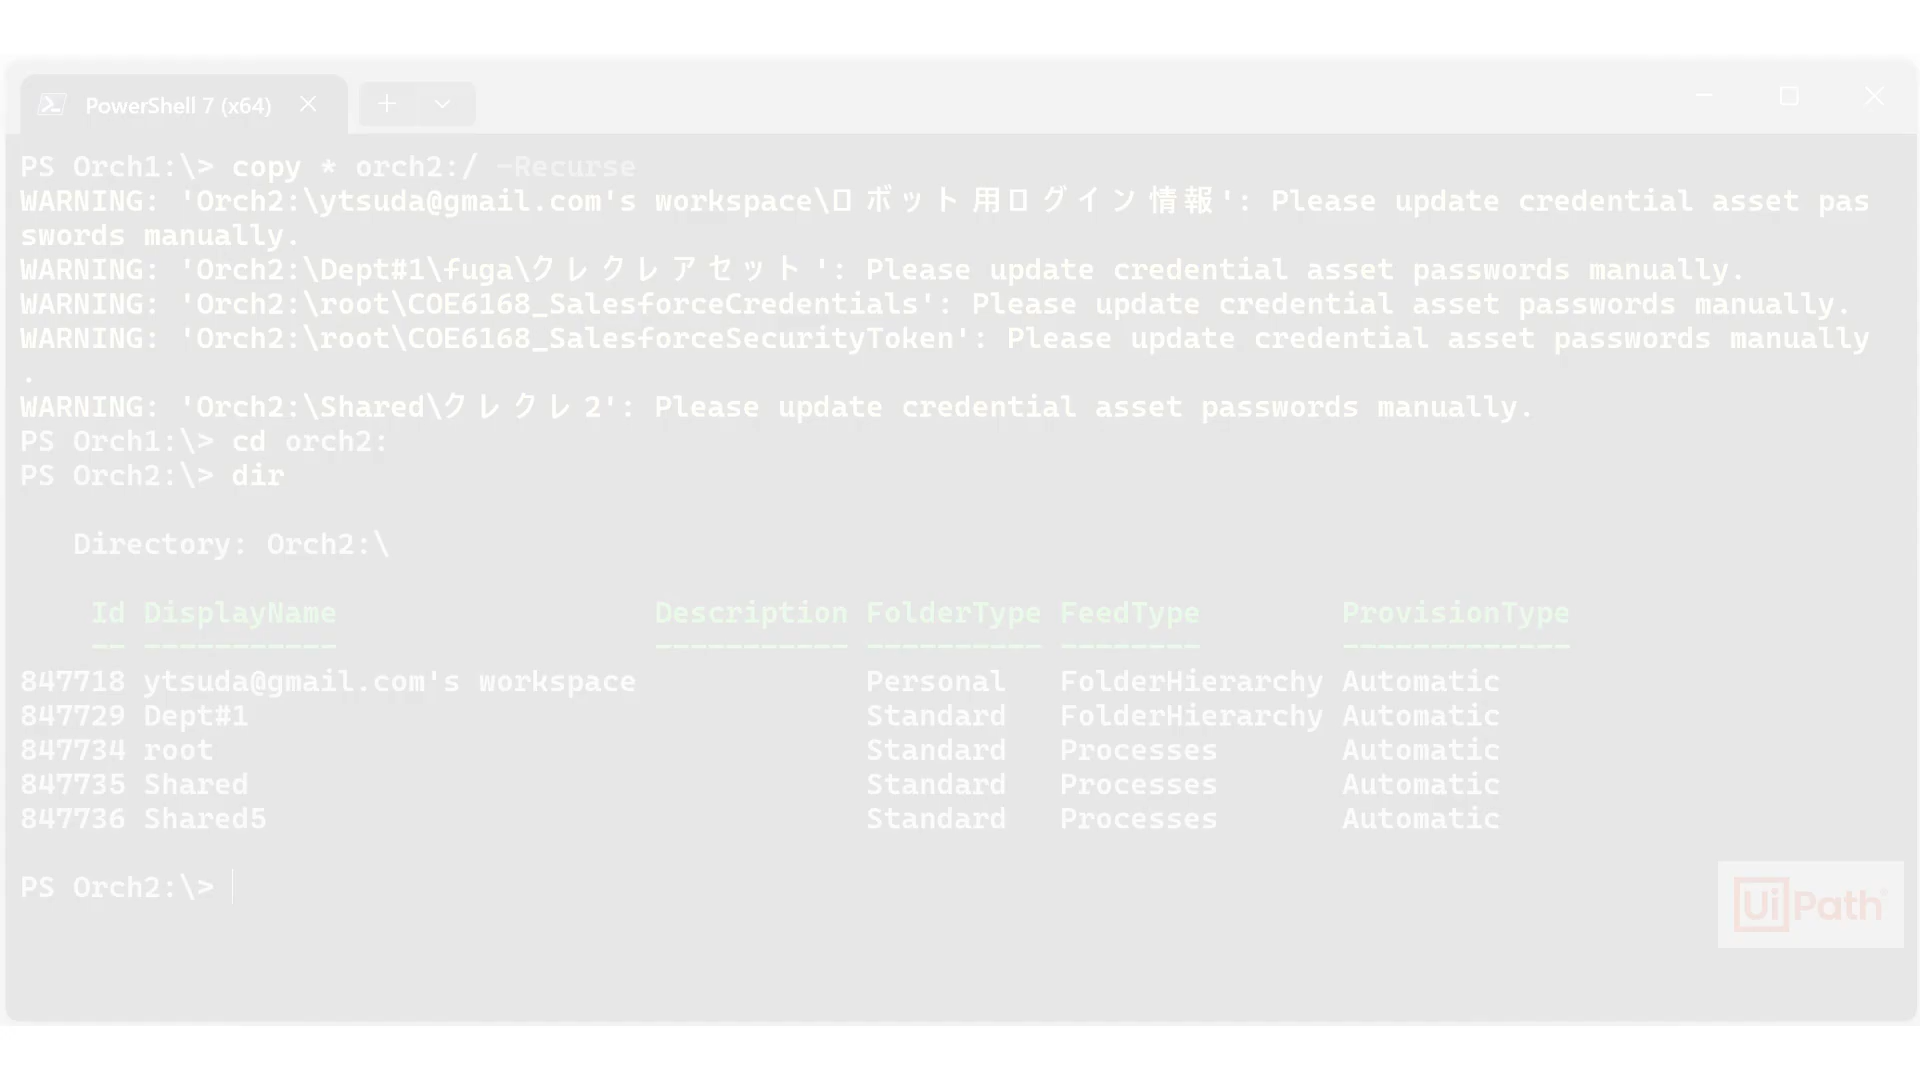 PowerShell 7 (x64)
PS Orch1:\> copy * orch2:/ -Recurse
WARNING: 'Orch2:\ytsuda@gmail.com's workspace\ロボット用ログイン情報': Please update credential asset pas
swords manually.
WARNING: 'Orch2:\Dept#1\fuga\クレクレアセット': Please update credential asset passwords manually.
WARNING: 'Orch2:\root\COE6168_SalesforceCredentials': Please update credential asset passwords manually.
WARNING: 'Orch2:\root\COE6168_SalesforceSecurityToken': Please update credential asset passwords manually
.
WARNING: 'Orch2:\Shared\クレクレ2': Please update credential asset passwords manually.
PS Orch1:\> cd orch2:
PS Orch2:\> dir
Directory: Orch2:\
Id DisplayName Description FolderType FeedType ProvisionType
-- ----------- ----------- ---------- -------- -------------
847718 ytsuda@gmail.com's workspace Personal FolderHierarchy Automatic
847729 Dept#1 Standard FolderHierarchy Automatic
847734 root Standard Processes Automatic
847735 Shared Standard Processes Automatic
847736 Shared5 Standard Processes Automatic
PS Orch2:\>
UiPath